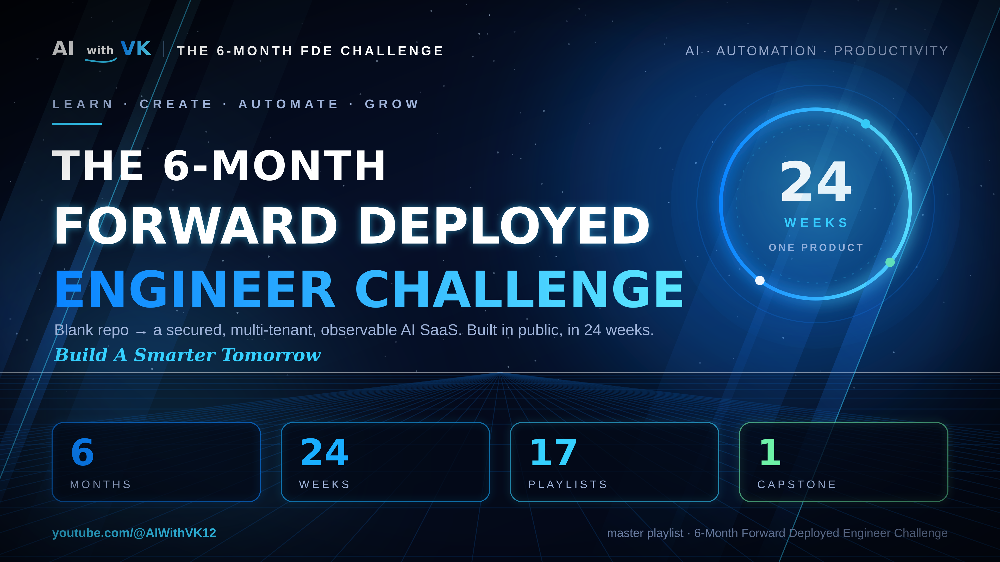 AI with VK | THE 6-MONTH FDE CHALLENGE
AI · AUTOMATION · PRODUCTIVITY
LEARN · CREATE · AUTOMATE · GROW
THE 6-MONTH
FORWARD DEPLOYED
ENGINEER CHALLENGE
Blank repo → a secured, multi-tenant, observable AI SaaS. Built in public, in 24 weeks.
Build A Smarter Tomorrow
24
WEEKS
ONE PRODUCT
6
MONTHS
24
WEEKS
17
PLAYLISTS
1
CAPSTONE
youtube.com/@AIWithVK12
master playlist · 6-Month Forward Deployed Engineer Challenge